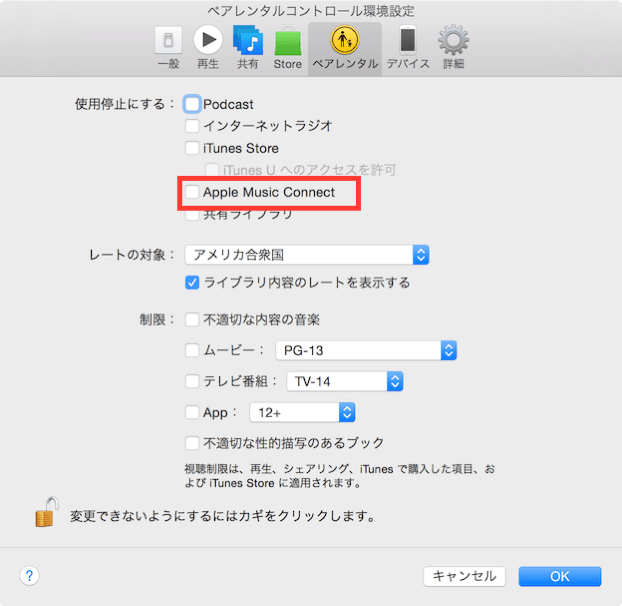 ペアレンタルコントロール環境設定
一般 再生 共有 Store ペアレンタル デバイス 詳細
使用停止にする： Podcast
インターネットラジオ
iTunes Store
iTunes U へのアクセスを許可
Apple Music Connect
共有ライブラリ
レートの対象： アメリカ合衆国
ライブラリ内容のレートを表示する
制限： 不適切な内容の音楽
ムービー： PG-13
テレビ番組： TV-14
App： 12+
不適切な性的描写のあるブック
視聴制限は、再生、シェアリング、iTunes で購入した項目、お
よび iTunes Store に適用されます。
変更できないようにするにはカギをクリックします。
? キャンセル OK